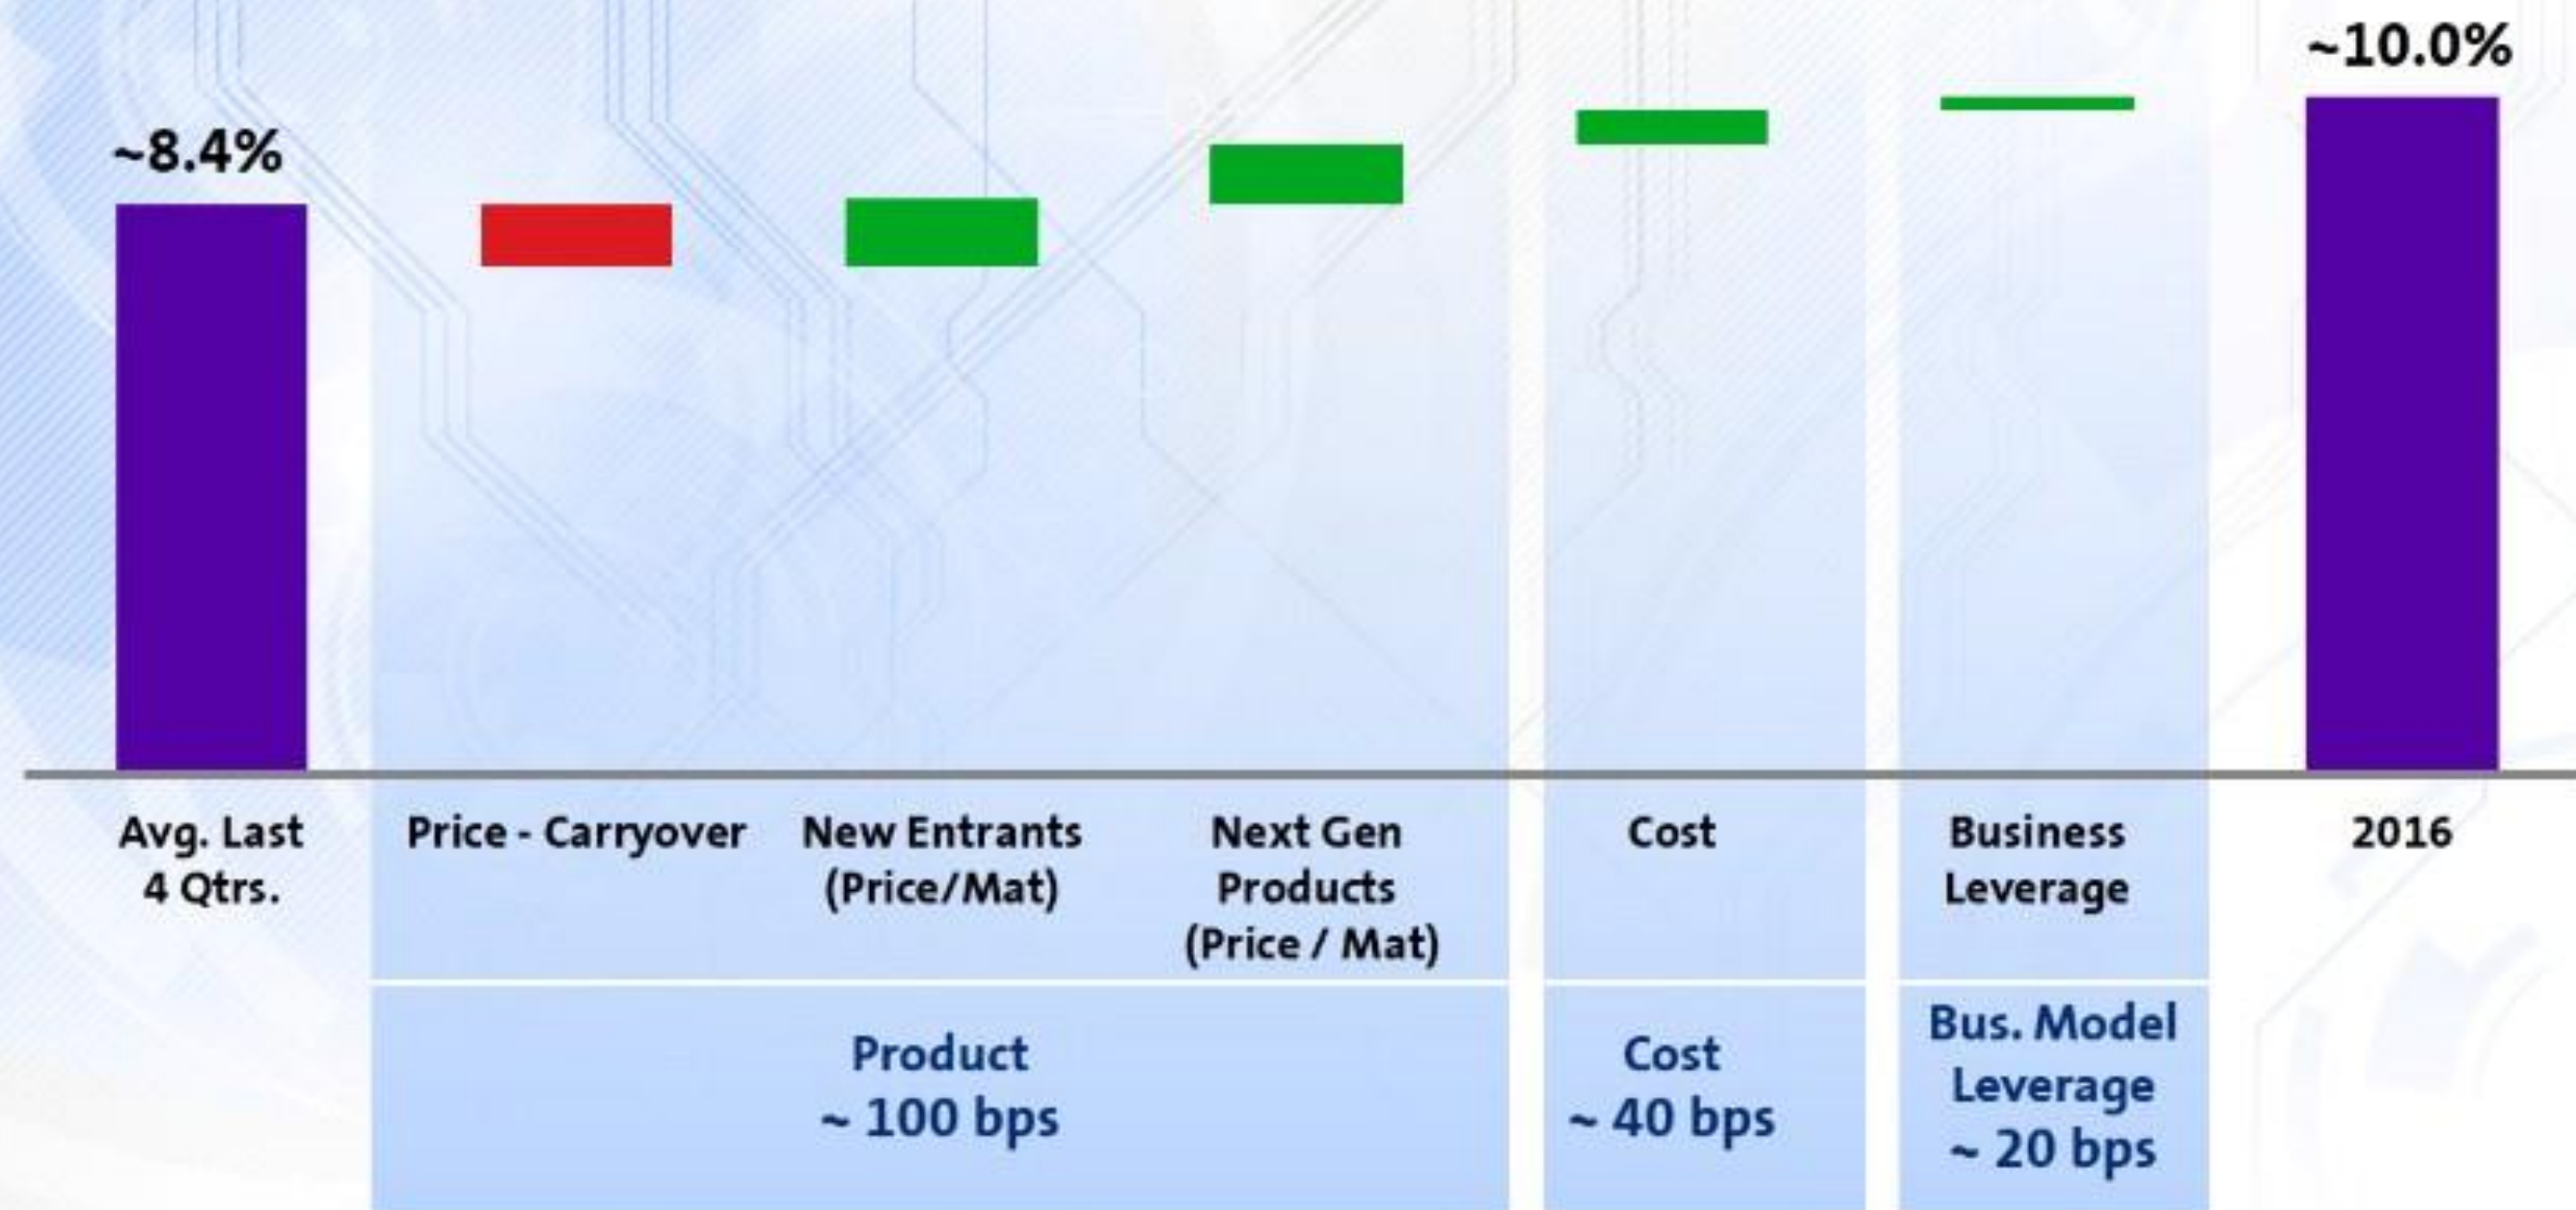 ~8.4%
~10.0%
Avg. Last
4 Qtrs.
Price - Carryover
New Entrants
(Price/Mat)
Next Gen
Products
(Price / Mat)
Cost
Business
Leverage
2016
Product
~ 100 bps
Cost
~ 40 bps
Bus. Model
Leverage
~ 20 bps